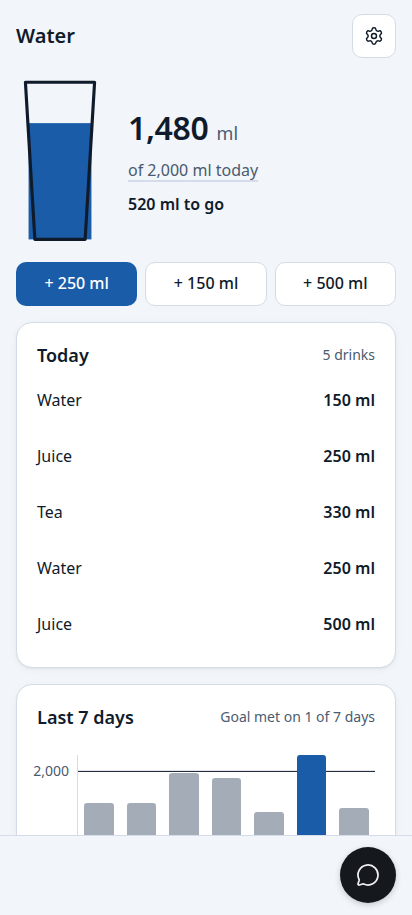 Water
1,480 ml
of 2,000 ml today
520 ml to go
+ 250 ml
+ 150 ml
+ 500 ml
Today
5 drinks
Water
150 ml
Juice
250 ml
Tea
330 ml
Water
250 ml
Juice
500 ml
Last 7 days
Goal met on 1 of 7 days
2,000